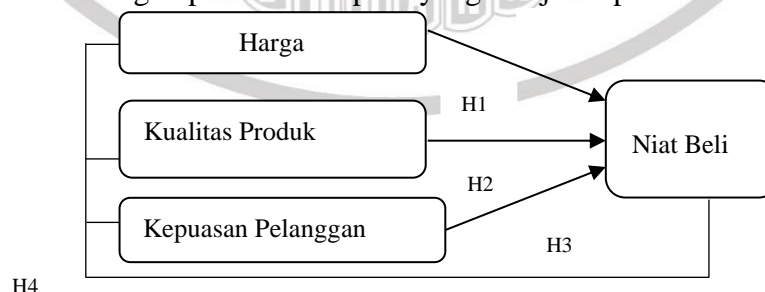 Harga
H1
Kualitas Produk
Niat Beli
H2
Kepuasan Pelanggan
H3
H4